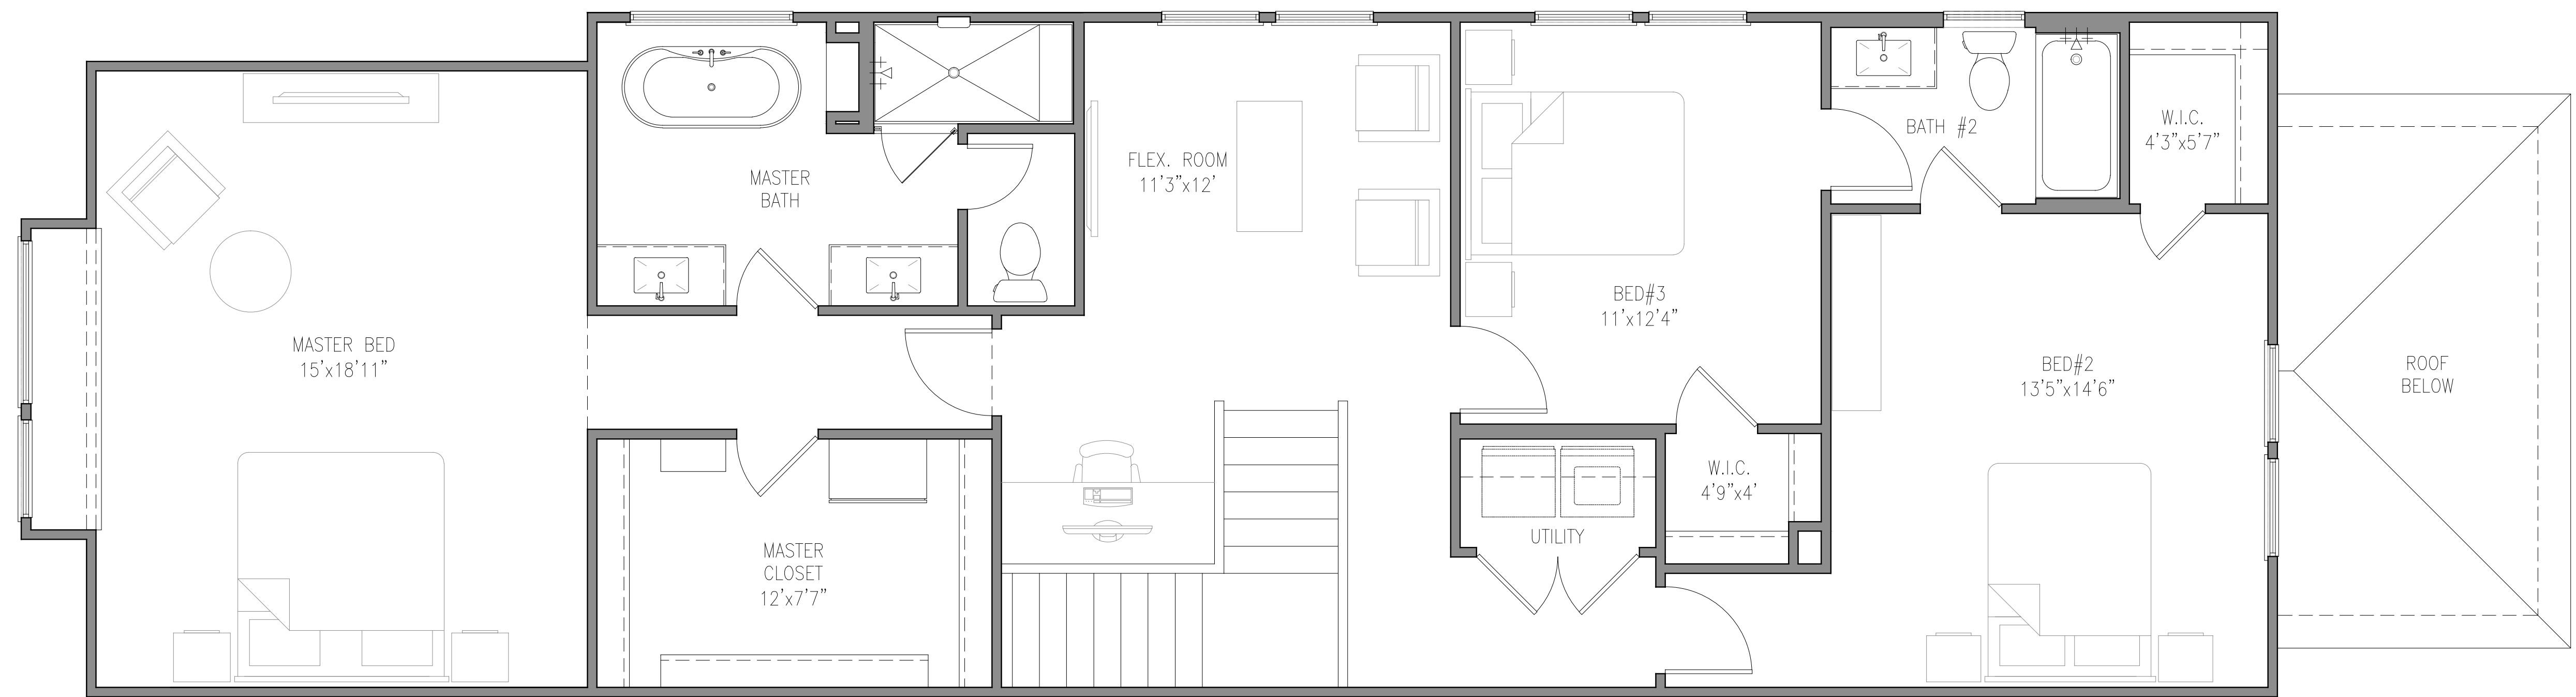 MASTER BED
15'x18'11"
MASTER
BATH
MASTER
CLOSET
12'x7'7"
FLEX. ROOM
11'3"x12'
BED#3
11'x12'4"
UTILITY
W.I.C.
4'9"x4'
BATH #2
W.I.C.
4'3"x5'7"
BED#2
13'5"x14'6"
ROOF
BELOW